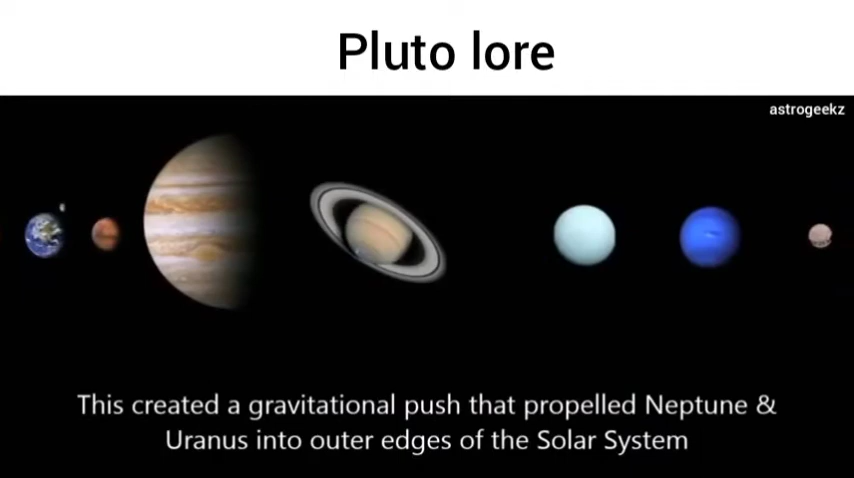 Pluto lore
astrogeekz
This created a gravitational push that propelled Neptune &
Uranus into outer edges of the Solar System